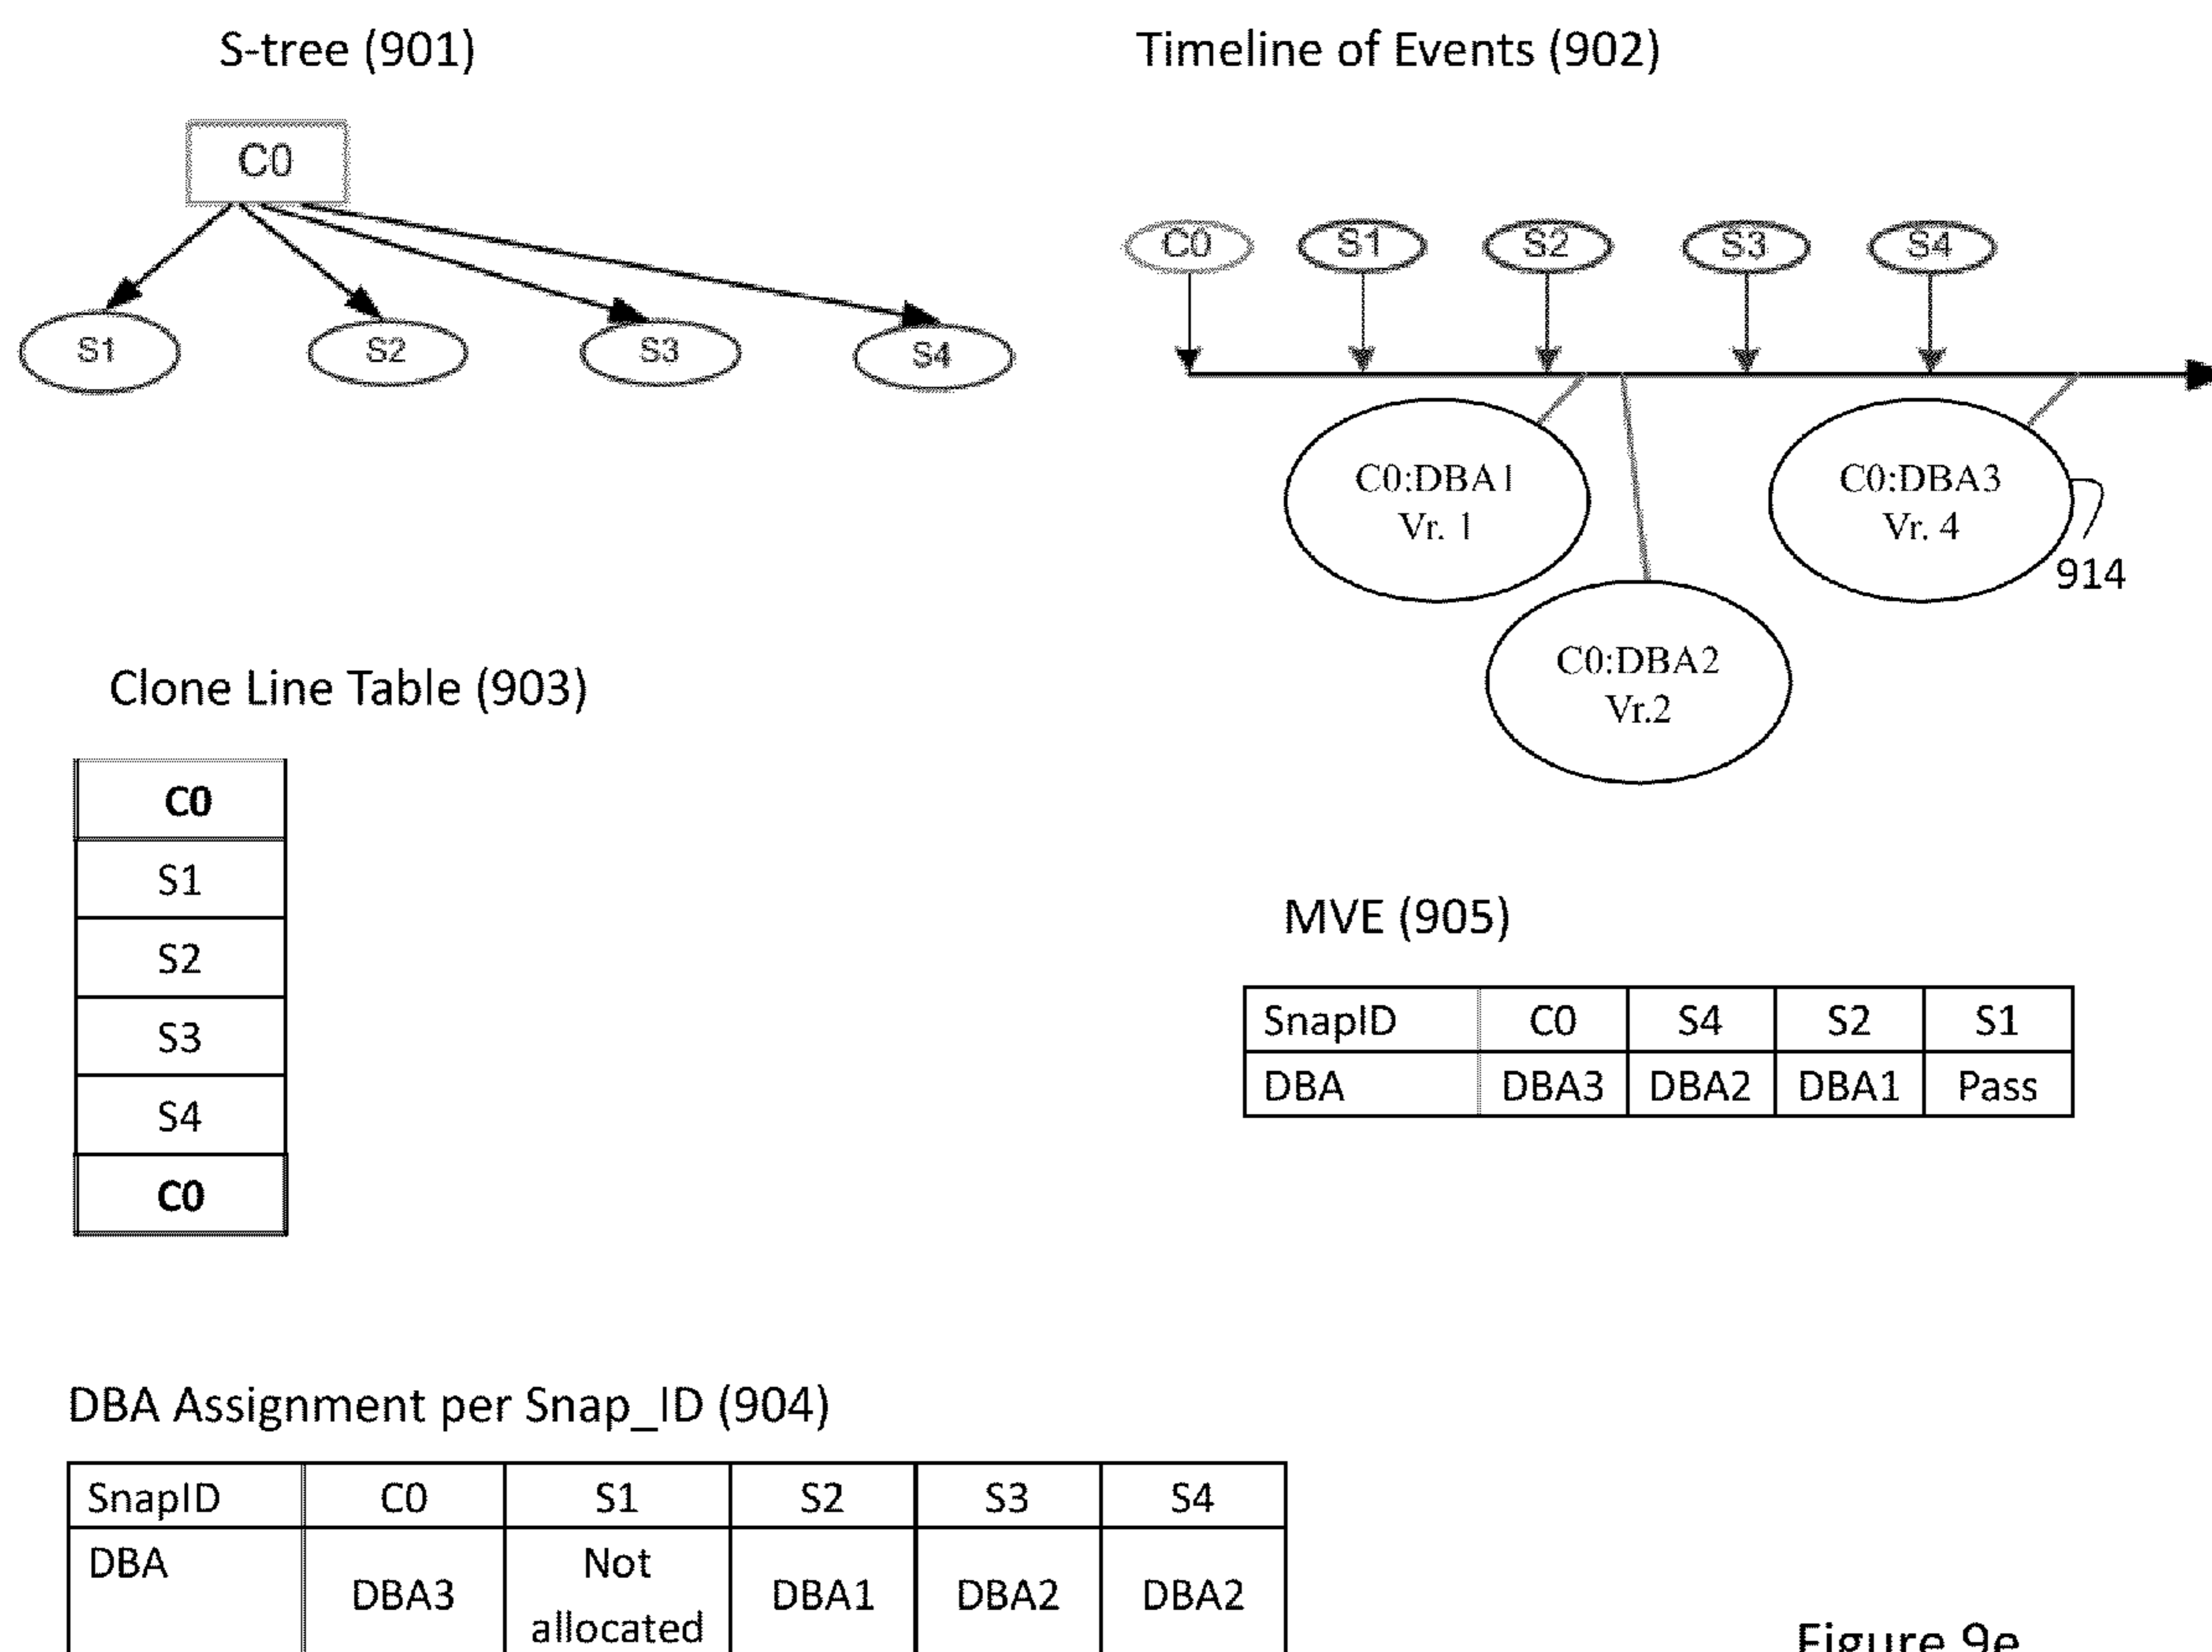 S-tree (901)
C0
S1 S2 S3 S4
Timeline of Events (902)
C0 S1 S2 S3 S4
C0:DBA1
Vr. 1
C0:DBA3
Vr. 4
914
C0:DBA2
Vr.2
Clone Line Table (903)
C0
S1
S2
S3
S4
C0
MVE (905)
SnapID C0 S4 S2 S1
DBA DBA3 DBA2 DBA1 Pass
DBA Assignment per Snap_ID (904)
SnapID C0 S1 S2 S3 S4
DBA DBA3 Not allocated DBA1 DBA2 DBA2
Figure 9e